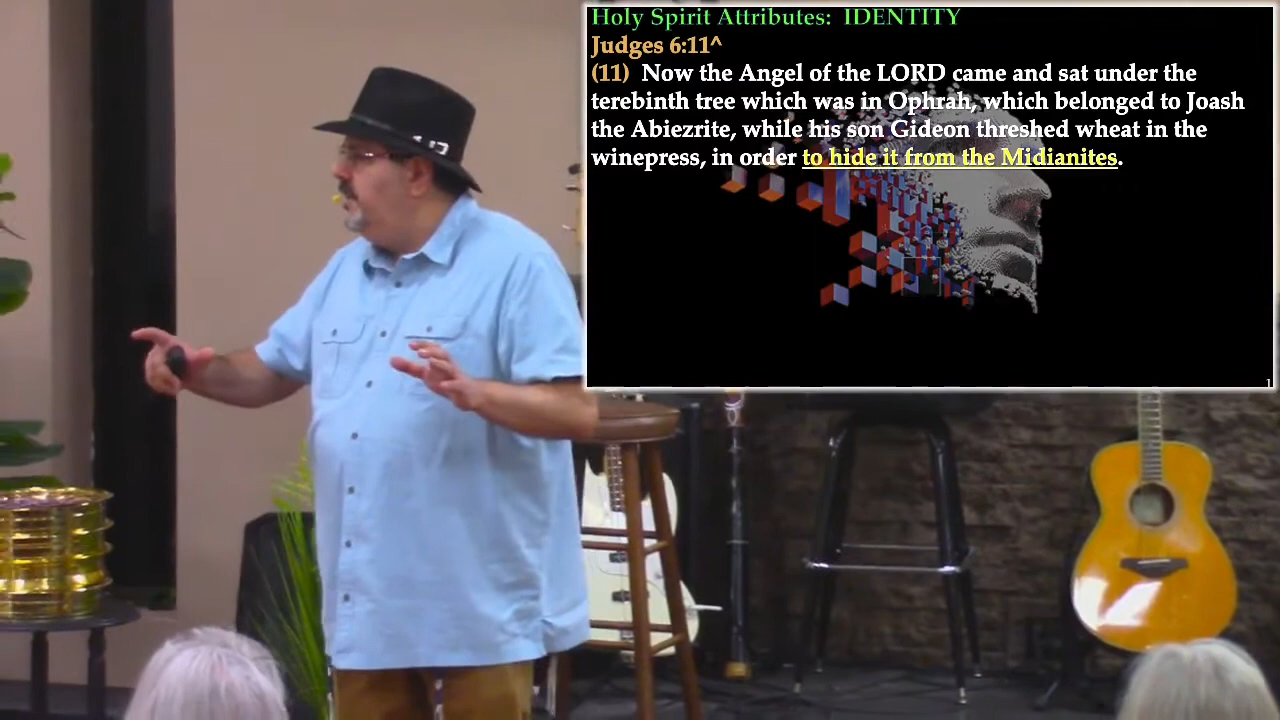 Holy Spirit Attributes: IDENTITY
Judges 6:11^
(11) Now the Angel of the LORD came and sat under the
terebinth tree which was in Ophrah, which belonged to Joash
the Abiezrite, while his son Gideon threshed wheat in the
winepress, in order to hide it from the Midianites.
1